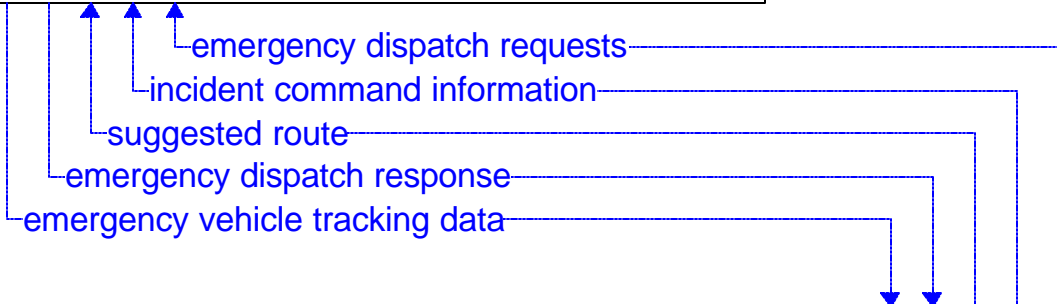 emergency dispatch requests
incident command information
suggested route
emergency dispatch response
emergency vehicle tracking data